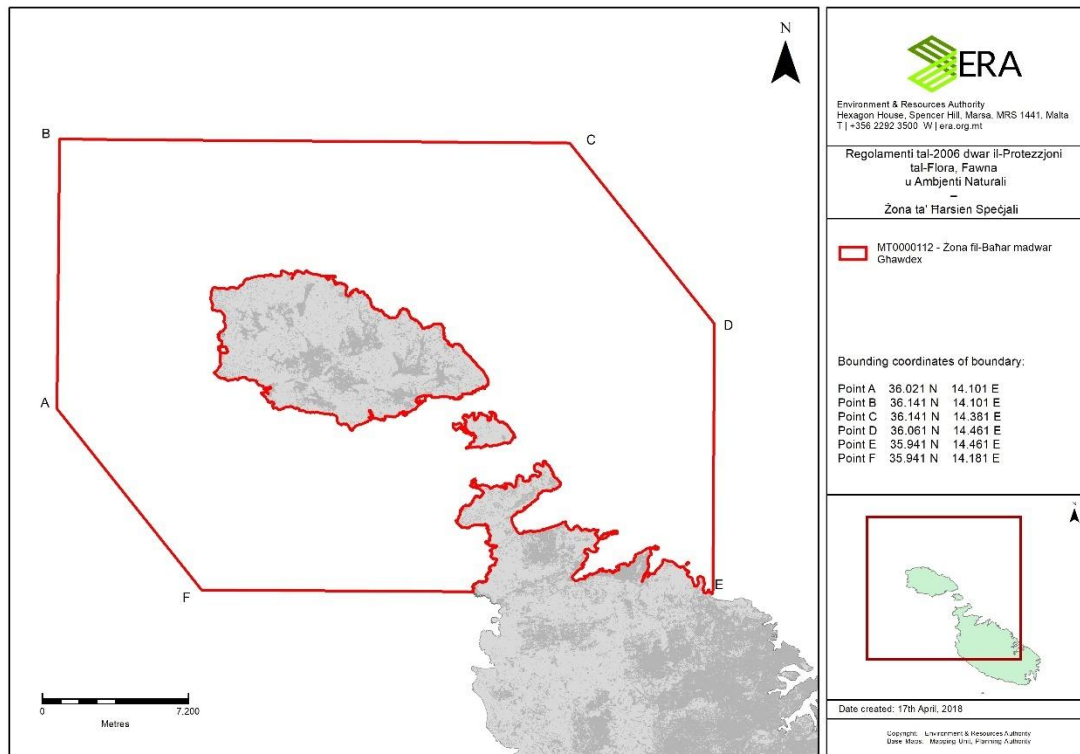 N
B
C
D
A
F
E
0 7,200
Metres
ERA
Environment & Resources Authority
Hexagon House, Spencer Hill, Marsa, MRS 1441, Malta
T | +356 2292 3500 W | era.org.mt
Regolamenti tal-2006 dwar il-Protezzjoni
tal-Flora, Fawna
u Ambjenti Naturali
–
Żona ta' Ħarsien Speċjali
MT0000112 - Żona fil-Baħar madwar
Għawdex
Bounding coordinates of boundary:
Point A 36.021 N 14.101 E
Point B 36.141 N 14.101 E
Point C 36.141 N 14.381 E
Point D 36.061 N 14.461 E
Point E 35.941 N 14.461 E
Point F 35.941 N 14.181 E
N
Date created: 17th April, 2018
Copyright: Environment & Resources Authority
Base Maps: Mapping Unit, Planning Authority